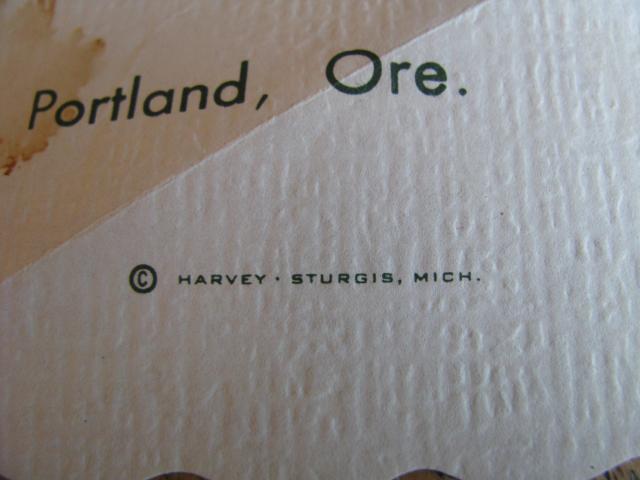 Portland, Ore.
© HARVEY · STURGIS, MICH.